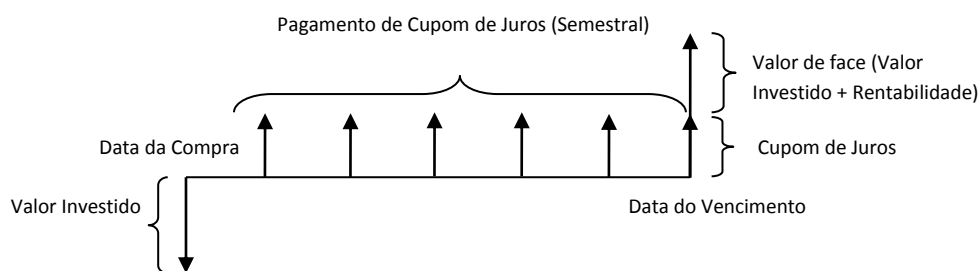 Pagamento de Cupom de Juros (Semestral)
Valor de face (Valor
Investido + Rentabilidade)
Data da Compra
Cupom de Juros
Valor Investido
Data do Vencimento